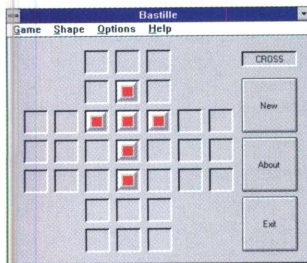 Bastille
Game Shape Options Help
CROSS
New
About
Exit